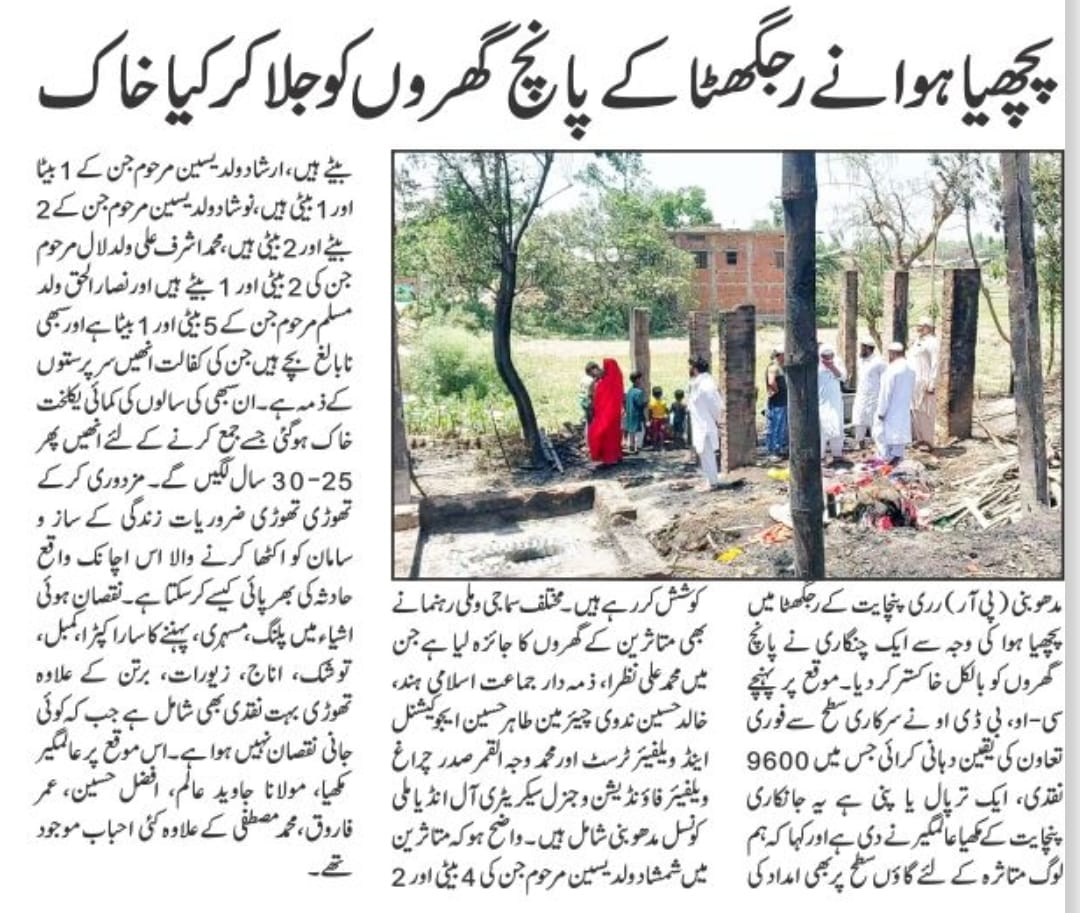 پچھیا ہوا نے رجگھٹا کے پانچ گھروں کو جلا کر کیا خاک
مدھوبنی (پی آر) رری پنچایت کے رجگھٹا میں
پچھیا ہوا کی وجہ سے ایک چنگاری نے پانچ
گھروں کو بالکل خاکستر کر دیا۔ موقع پر پہنچے
سی-او، بی ڈی او نے سرکاری سطح سے فوری
تعاون کی یقین دہانی کرائی جس میں 9600
نقدی، ایک ترپال یا پنی ہے یہ جانکاری
پنچایت کے مکھیا عالمگیر نے دی ہے اور کہا کہ ہم
لوگ متاثرہ کے لئے گاؤں سطح پر بھی امداد کی
کوشش کر رہے ہیں۔ مختلف سماجی و ملی رہنما نے
بھی متاثرین کے گھروں کا جائزہ لیا ہے جن
میں محمد علی نظرا، ذمہ دار جماعت اسلامی ہند،
خالد حسین ندوی چیئر مین طاہر حسین ایجوکیشنل
اینڈ ویلفیئر ٹرسٹ اور محمد وجہ القمر صدر چراغ
ویلفیئر فاؤنڈیشن و جنرل سیکریٹری آل انڈیا ملی
کونسل مدھوبنی شامل ہیں۔ واضح ہو کہ متاثرین
میں شمشاد ولد یسین مرحوم جن کی 4 بیٹی اور 2
بیٹے ہیں، ارشاد ولد یسین مرحوم جن کے 1 بیٹا
اور 1 بیٹی ہیں، نوشاد ولد یسین مرحوم جن کے 2
بیٹے اور 2 بیٹی ہیں، محمد اشرف علی ولد لال مرحوم
جن کی 2 بیٹی اور 1 بیٹے ہیں اور نصار الحق ولد
مسلم مرحوم جن کے 5 بیٹی اور 1 بیٹا ہے اور سبھی
نابالغ بچے ہیں جن کی کفالت انھیں سرپرستوں
کے ذمہ ہے۔ ان سبھی کی سالوں کی کمائی یکلخت
خاک ہوگئی جسے جمع کرنے کے لئے انھیں پھر
25-30 سال لگیں گے۔ مزدوری کر کے
تھوڑی تھوڑی ضروریات زندگی کے ساز و
سامان کو اکٹھا کرنے والا اس اچانک واقع
حادثہ کی بھرپائی کیسے کر سکتا ہے۔ نقصان ہوئی
اشیاء میں پلنگ، مسہری، پہننے کا سارا کپڑا، کمبل،
توشک، اناج، زیورات، برتن کے علاوہ
تھوڑی بہت نقدی بھی شامل ہے جب کہ کوئی
جانی نقصان نہیں ہوا ہے۔ اس موقع پر عالمگیر
مکھیا، مولانا جاوید عالم، افضل حسین، عمر
فاروق، محمد مصطفی کے علاوہ کئی احباب موجود
تھے۔